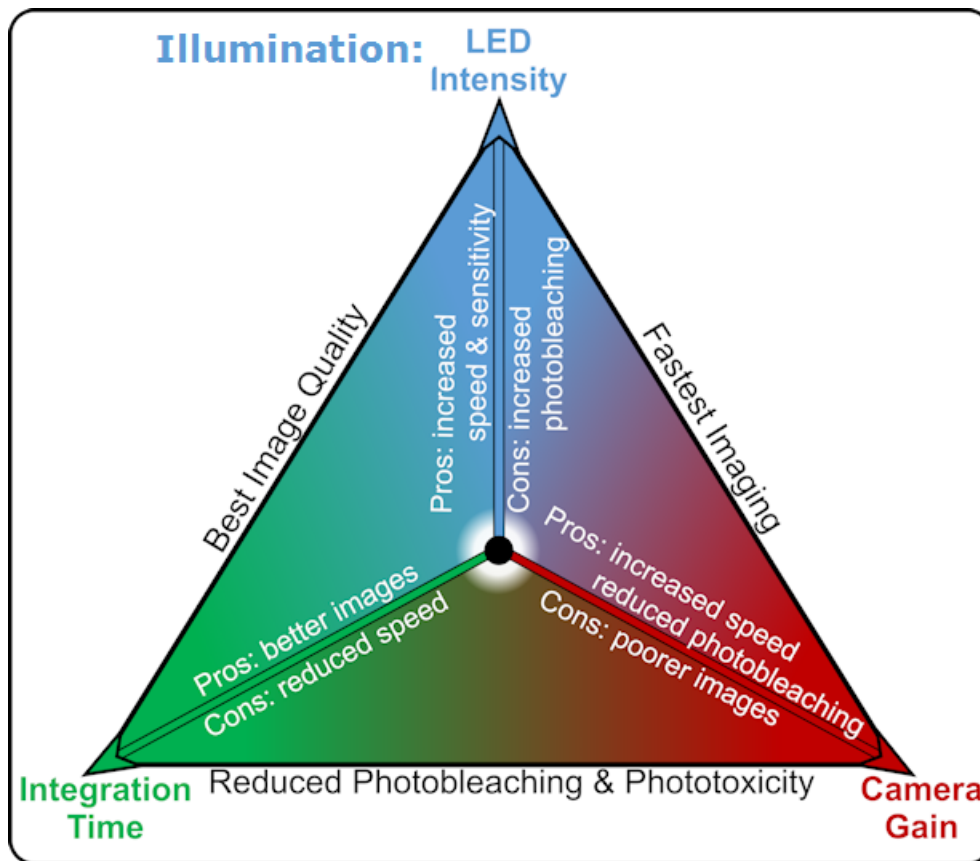 Illumination:
LED
Intensity
Best Image Quality
Fastest Imaging
Pros: increased
speed & sensitivity
Cons: increased
photobleaching
Pros: better images
Cons: reduced speed
Pros: increased speed
reduced photobleaching
Cons: poorer images
Reduced Photobleaching & Phototoxicity
Integration
Time
Camera
Gain